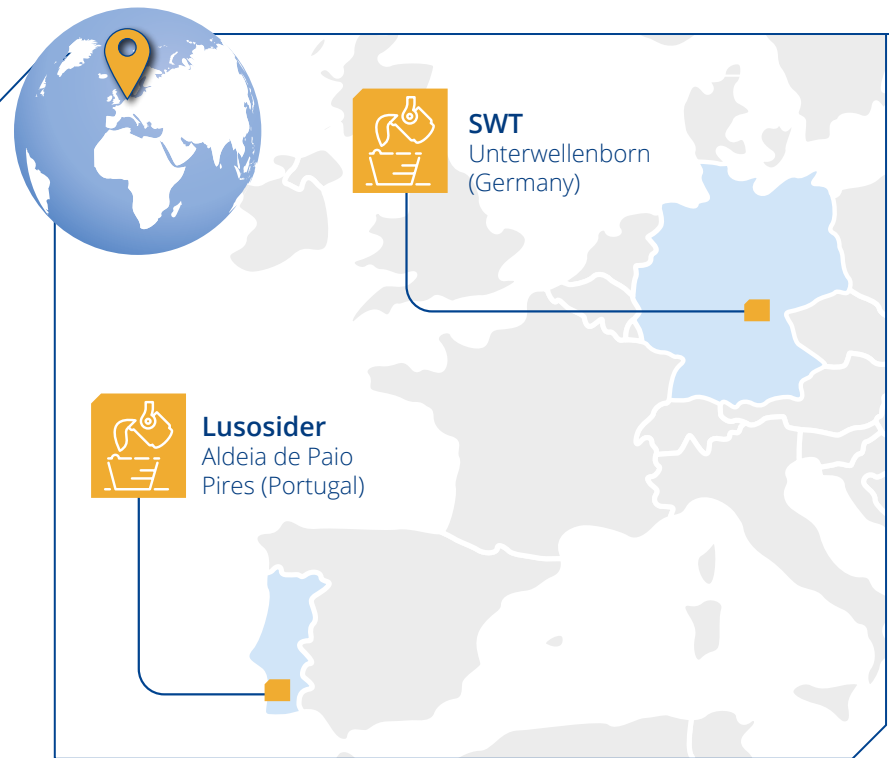 SWT
Unterwellenborn
(Germany)
Lusosider
Aldeia de Paio
Pires (Portugal)